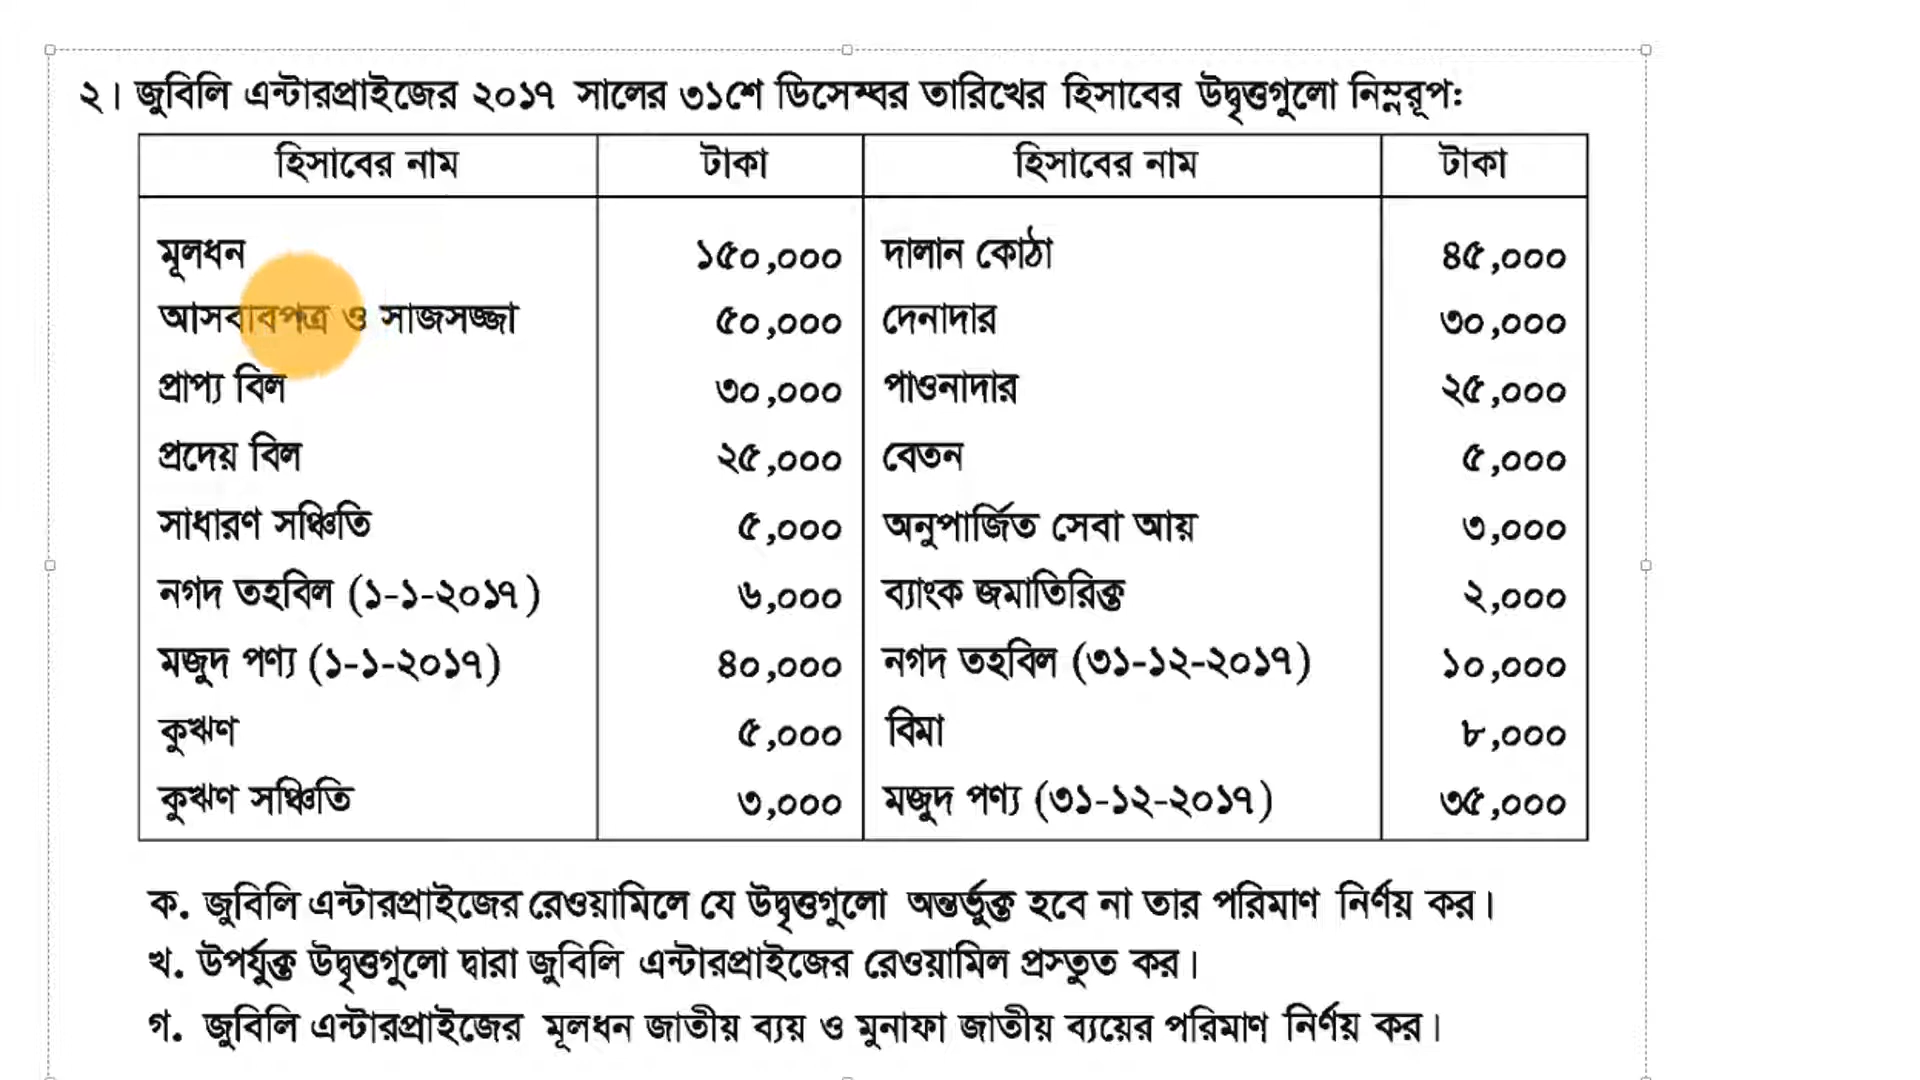 ২। জুবিলি এন্টারপ্রাইজের ২০১৭ সালের ৩১শে ডিসেম্বর তারিখের হিসাবের উদ্বৃত্তগুলো নিম্নরূপ:
হিসাবের নাম টাকা হিসাবের নাম টাকা
মূলধন ১৫০,০০০ দালান কোঠা ৪৫,০০০
আসবাবপত্র ও সাজসজ্জা ৫০,০০০ দেনাদার ৩০,০০০
প্রাপ্য বিল ৩০,০০০ পাওনাদার ২৫,০০০
প্রদেয় বিল ২৫,০০০ বেতন ৫,০০০
সাধারণ সঞ্চিতি ৫,০০০ অনুপার্জিত সেবা আয় ৩,০০০
নগদ তহবিল (১-১-২০১৭) ৬,০০০ ব্যাংক জমাতিরিক্ত ২,০০০
মজুদ পণ্য (১-১-২০১৭) ৪০,০০০ নগদ তহবিল (৩১-১২-২০১৭) ১০,০০০
কুঋণ ৫,০০০ বিমা ৮,০০০
কুঋণ সঞ্চিতি ৩,০০০ মজুদ পণ্য (৩১-১২-২০১৭) ৩৫,০০০
ক. জুবিলি এন্টারপ্রাইজের রেওয়ামিলে যে উদ্বৃত্তগুলো অন্তর্ভুক্ত হবে না তার পরিমাণ নির্ণয় কর।
খ. উপর্যুক্ত উদ্বৃত্তগুলো দ্বারা জুবিলি এন্টারপ্রাইজের রেওয়ামিল প্রস্তুত কর।
গ. জুবিলি এন্টারপ্রাইজের মূলধন জাতীয় ব্যয় ও মুনাফা জাতীয় ব্যয়ের পরিমাণ নির্ণয় কর।